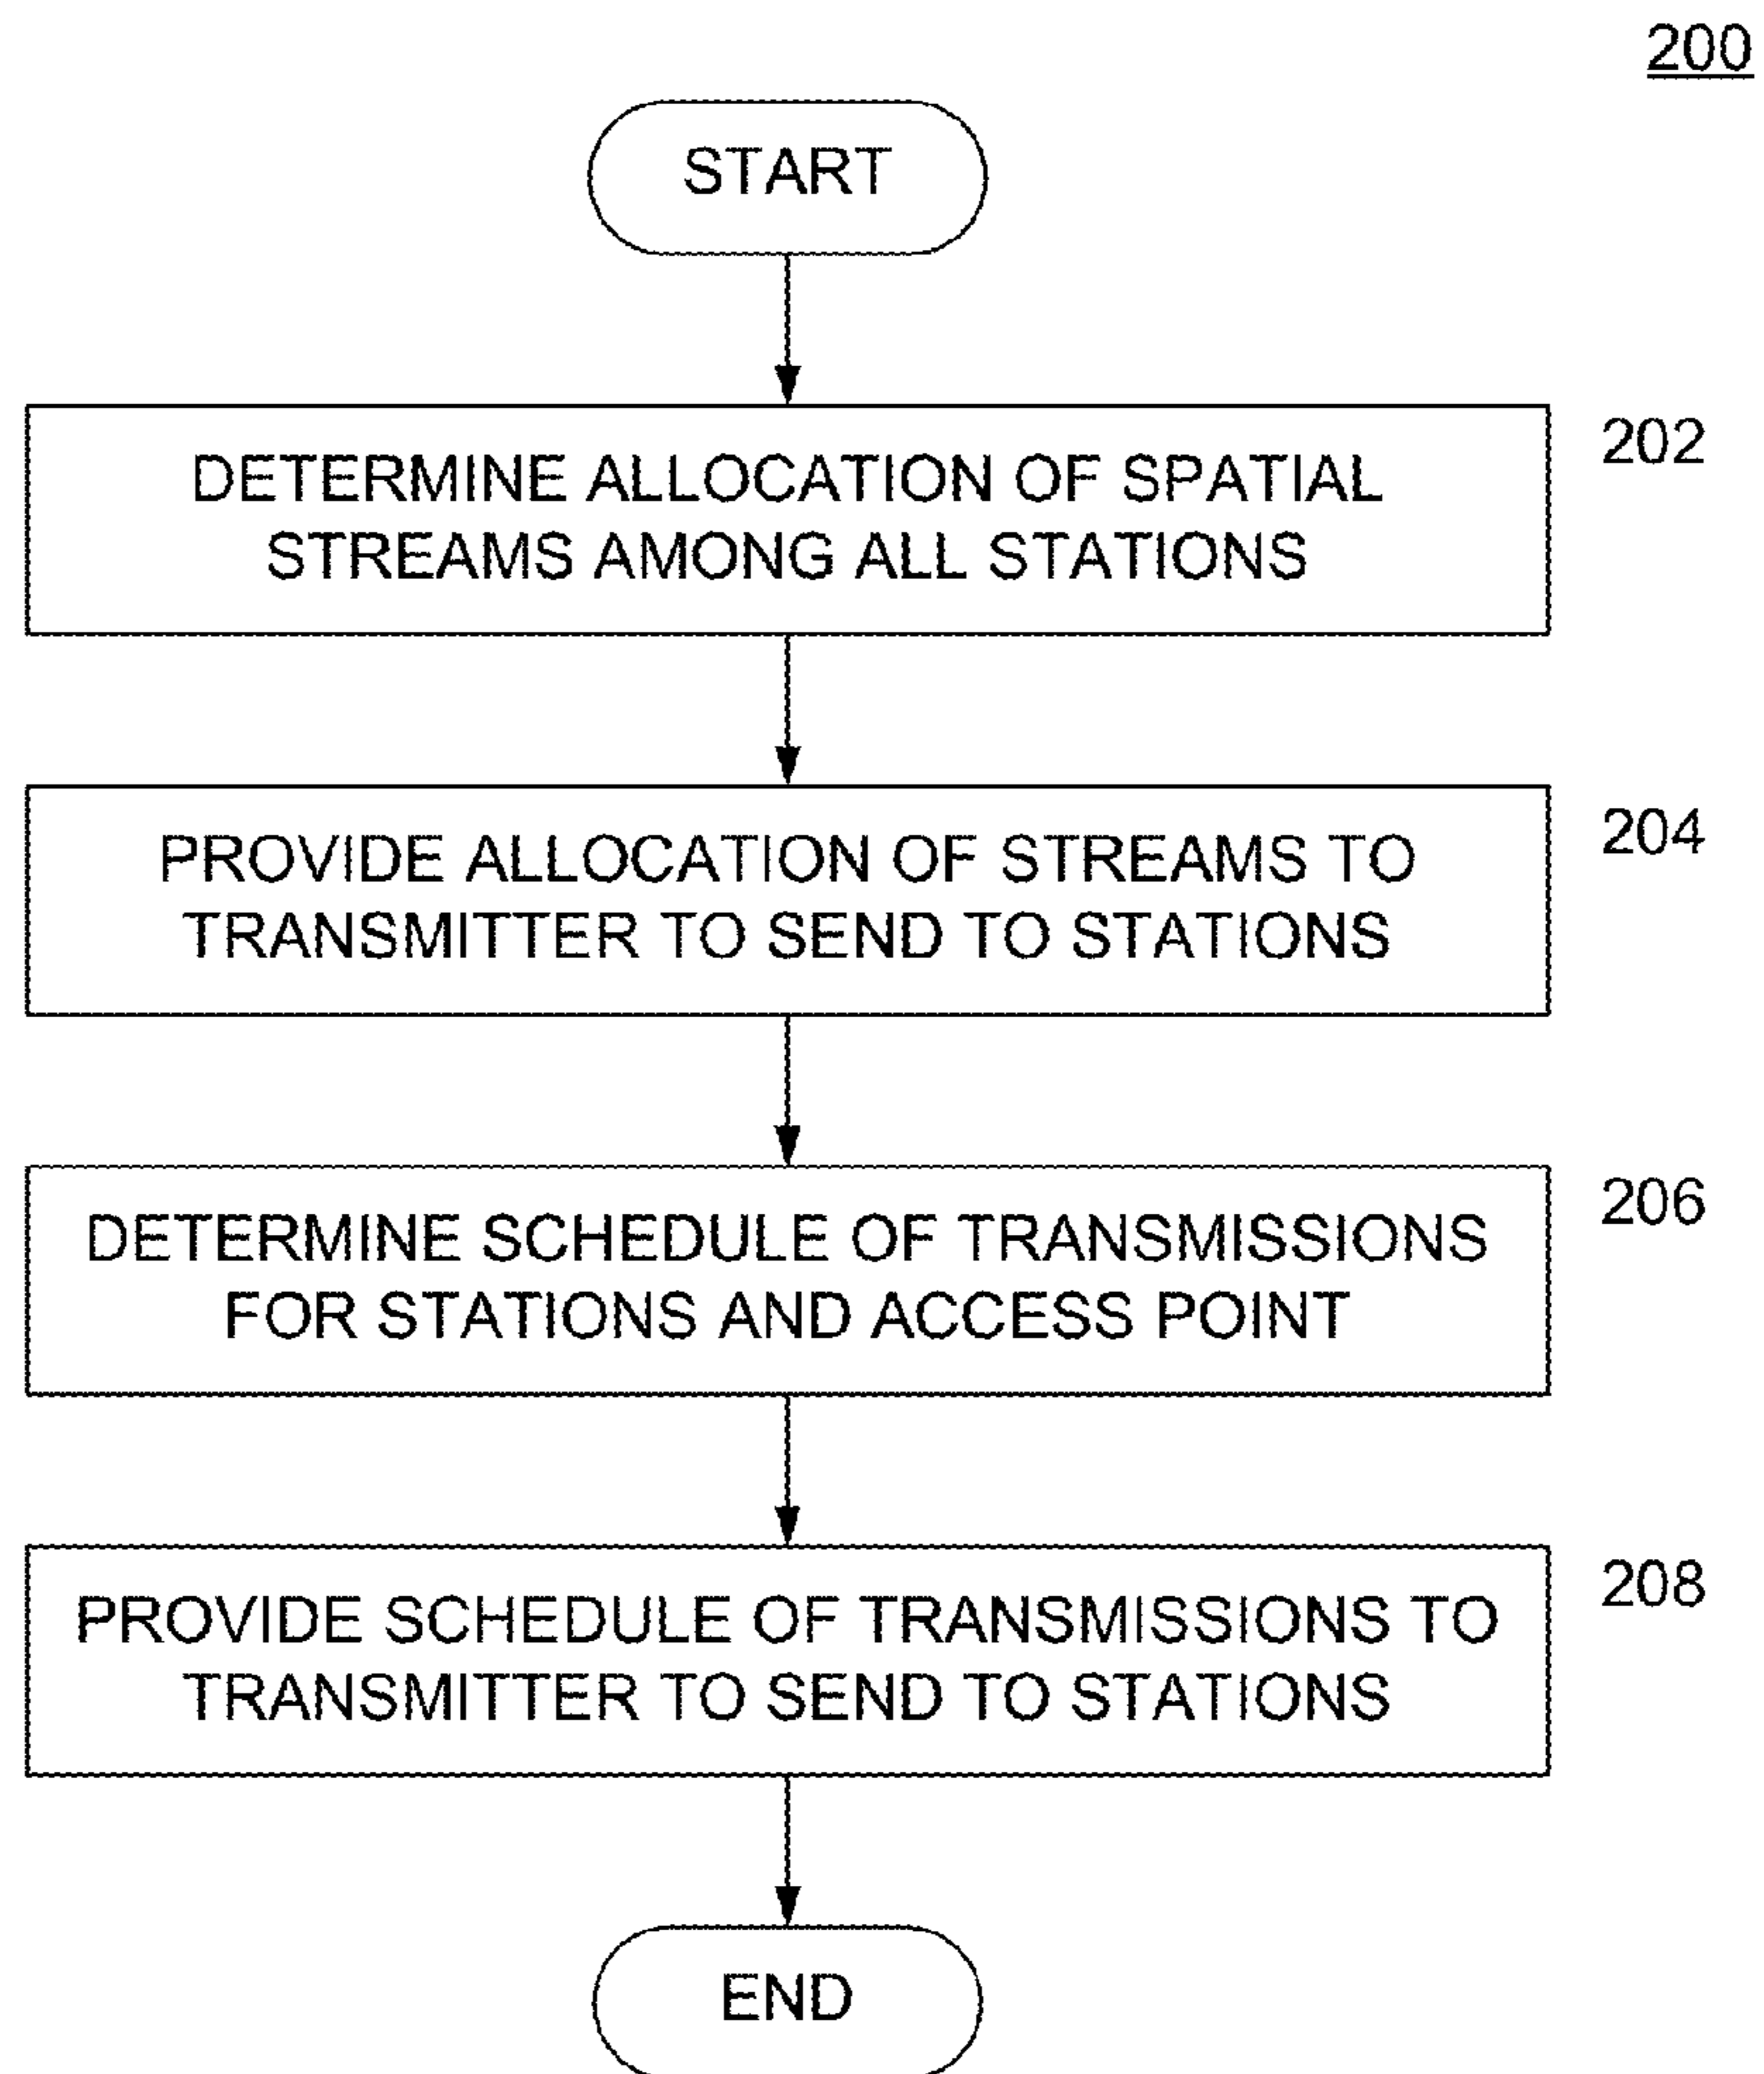 200
START
DETERMINE ALLOCATION OF SPATIAL
STREAMS AMONG ALL STATIONS
202
PROVIDE ALLOCATION OF STREAMS TO
TRANSMITTER TO SEND TO STATIONS
204
DETERMINE SCHEDULE OF TRANSMISSIONS
FOR STATIONS AND ACCESS POINT
206
PROVIDE SCHEDULE OF TRANSMISSIONS TO
TRANSMITTER TO SEND TO STATIONS
208
END